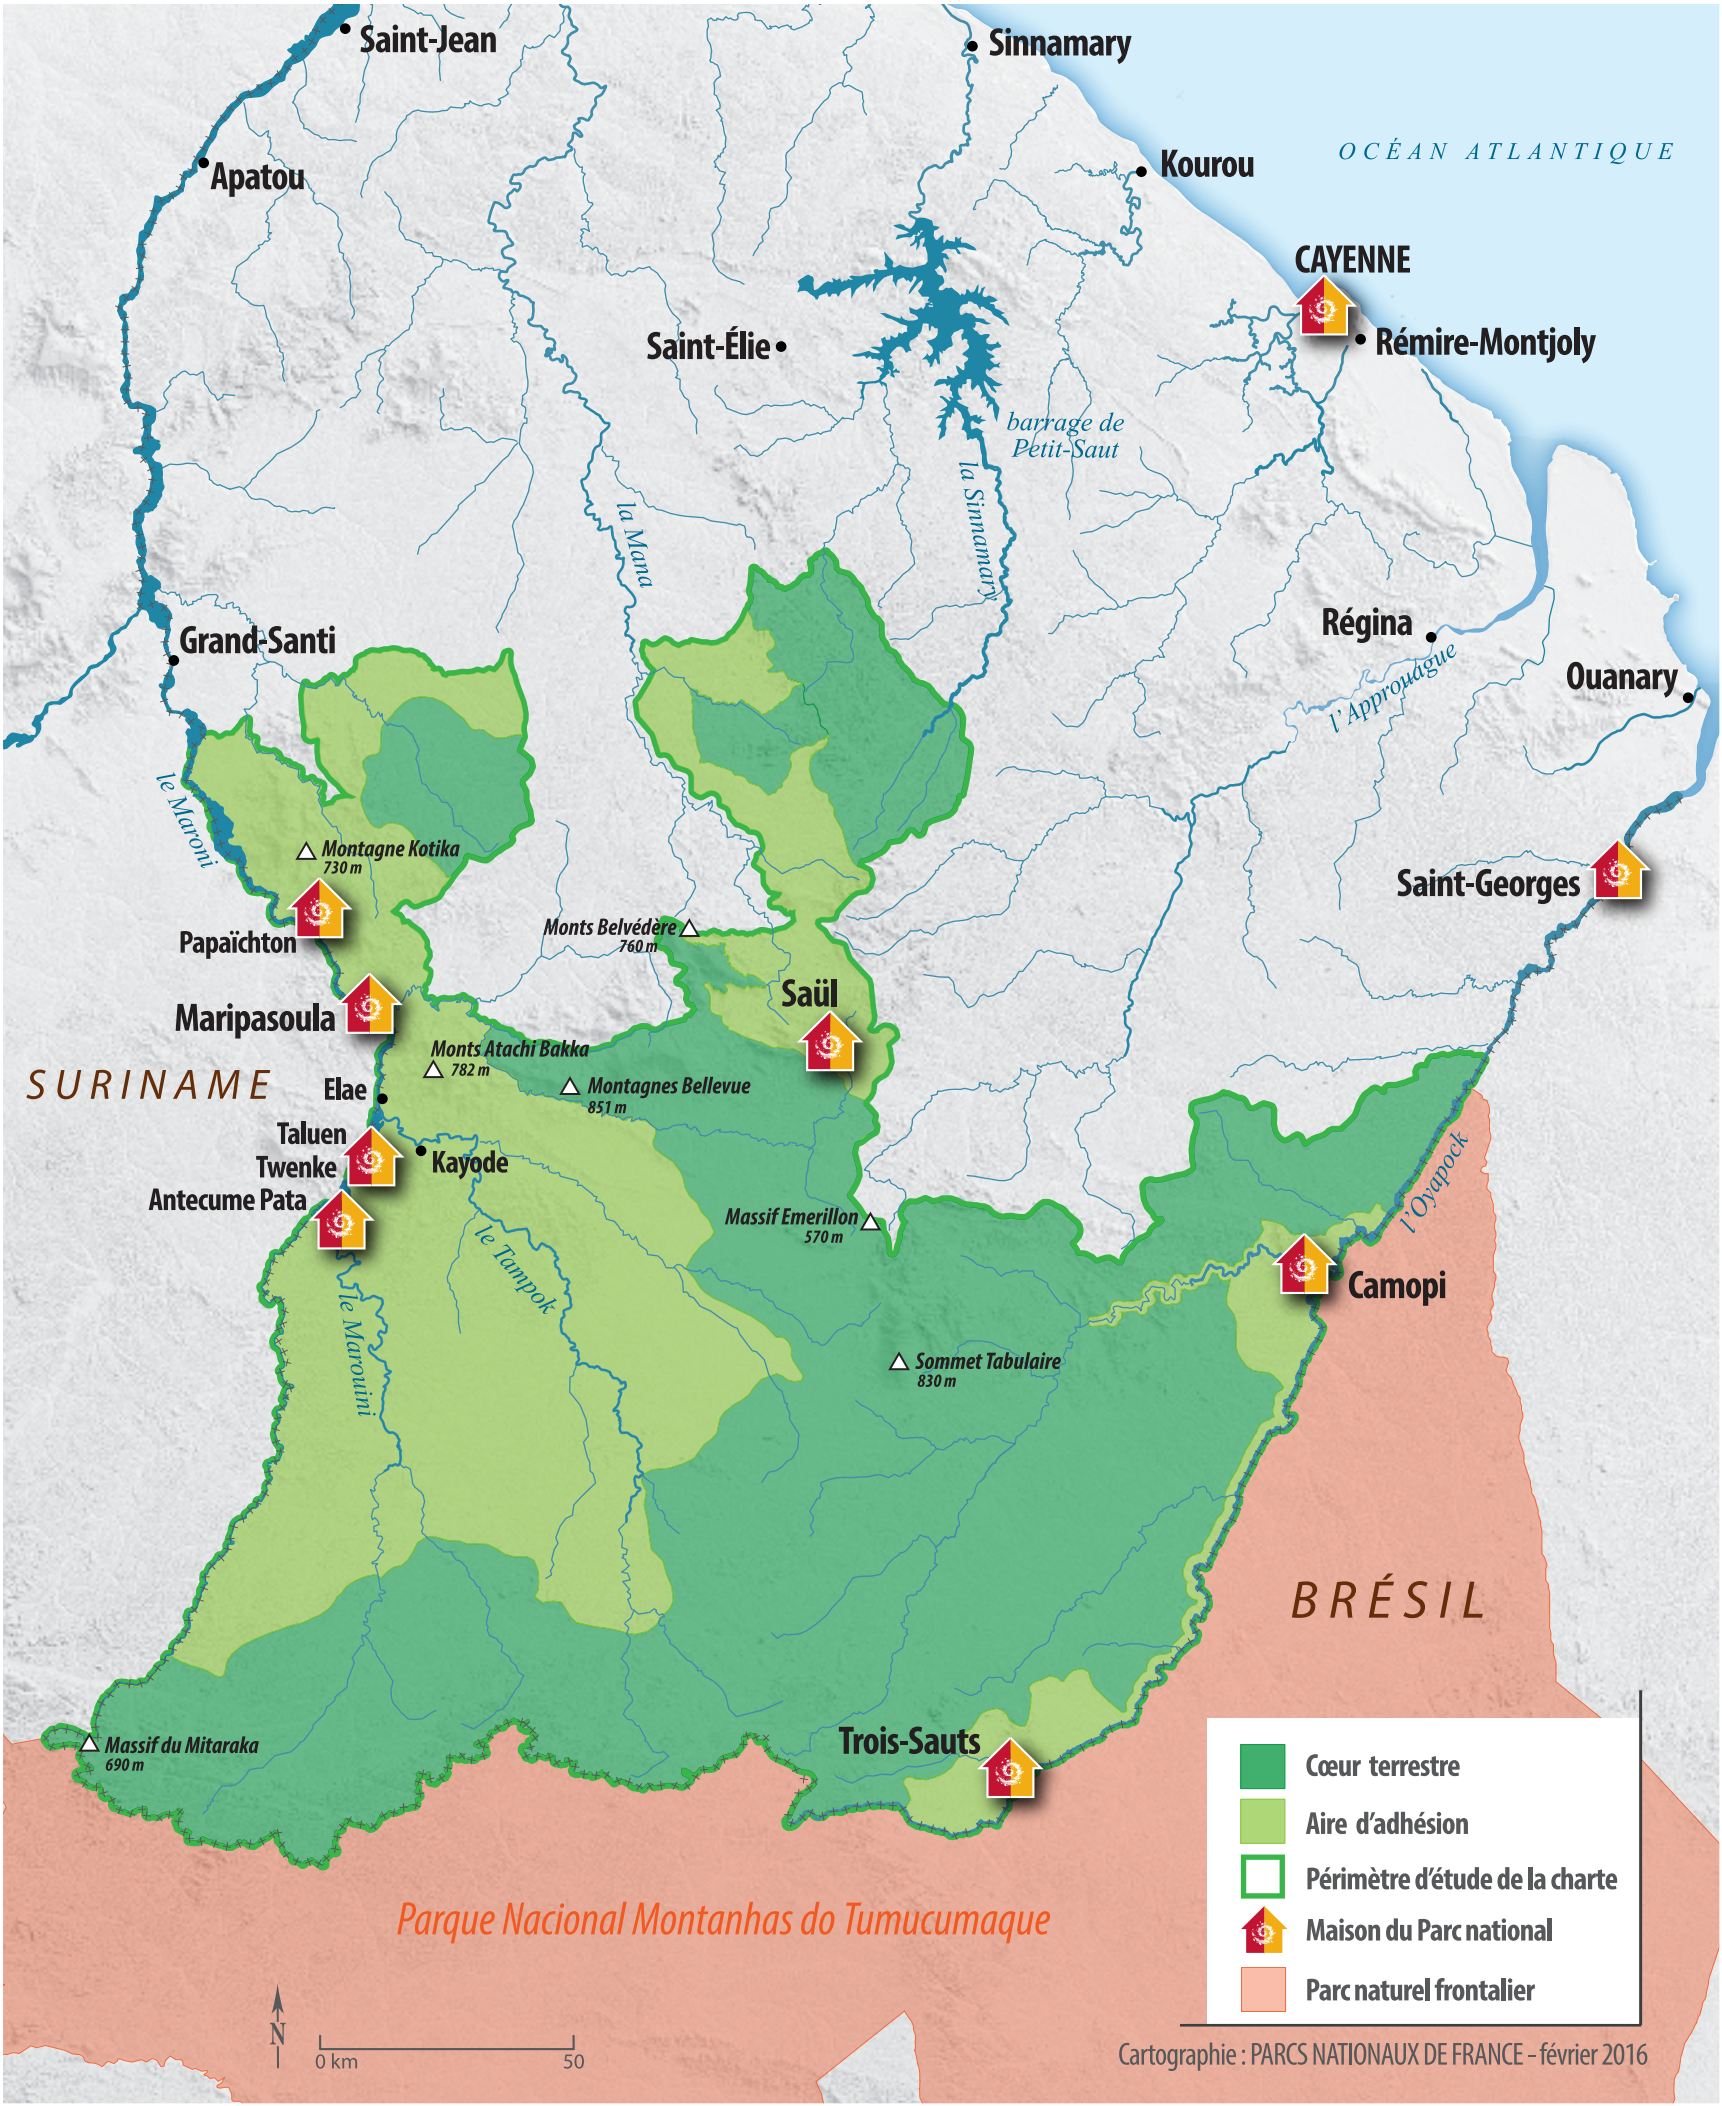 Saint-Jean
Sinnamary
OCÉAN ATLANTIQUE
Apatou
Kourou
CAYENNE
Saint-Élie
Rémire-Montjoly
barrage de
Petit-Saut
la Sinnamary
la Mana
Grand-Santi
Régina
l'Approuague
Ouanary
le Maroni
Montagne Kotika
730 m
Saint-Georges
Papaïchton
Monts Belvédère
760 m
Saül
Maripasoula
Monts Atachi Bakka
782 m
SURINAME
Elae
Montagnes Bellevue
851 m
Taluen
Twenke
Kayode
Antecume Pata
l'Oyapock
Massif Emerillon
570 m
le Tampok
le Marouini
Camopi
Sommet Tabulaire
830 m
BRÉSIL
Trois-Sauts
Massif du Mitaraka
690 m
Parque Nacional Montanhas do Tumucumaque
Cœur terrestre
Aire d'adhésion
Périmètre d'étude de la charte
Maison du Parc national
Parc naturel frontalier
N
0 km 50
Cartographie : PARCS NATIONAUX DE FRANCE – février 2016